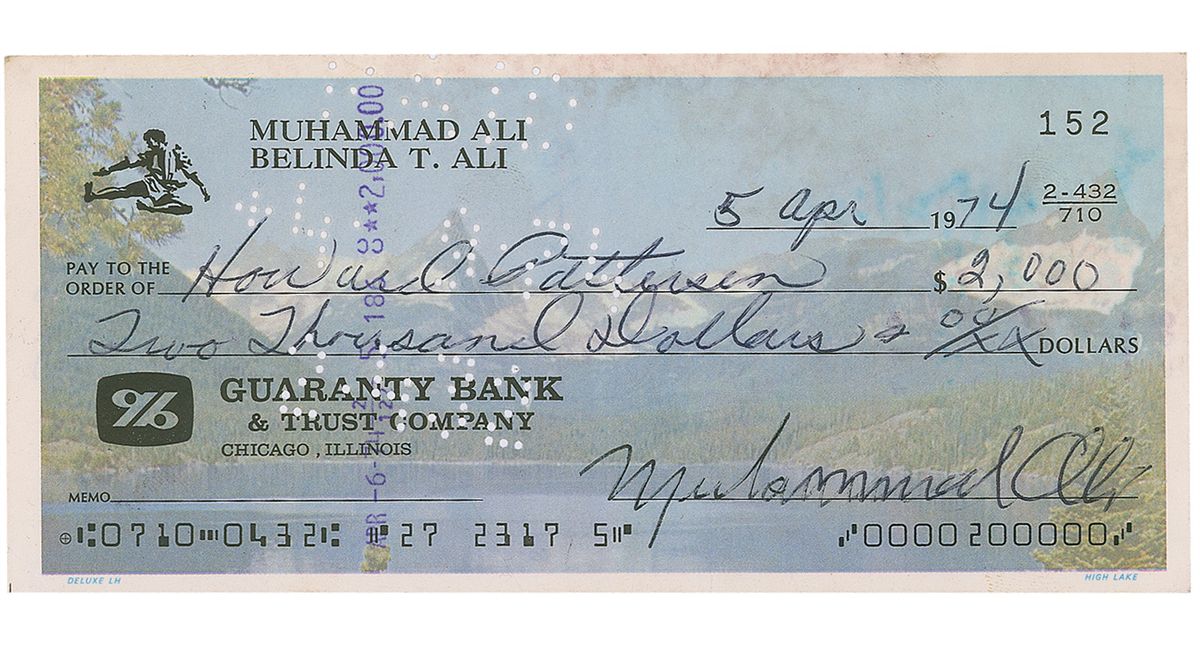 MUHAMMAD ALI
BELINDA T. ALI
152
5 Apr 1974
2-432
710
PAY TO THE
ORDER OF Howard Patterson $ 2,000
Two Thousand Dollars & 00/XX DOLLARS
96
GUARANTY BANK
& TRUST COMPANY
CHICAGO, ILLINOIS
MEMO
Muhammad Ali
0710 0432 27 2317 5 0000200000
DELUXE LH
HIGH LAKE